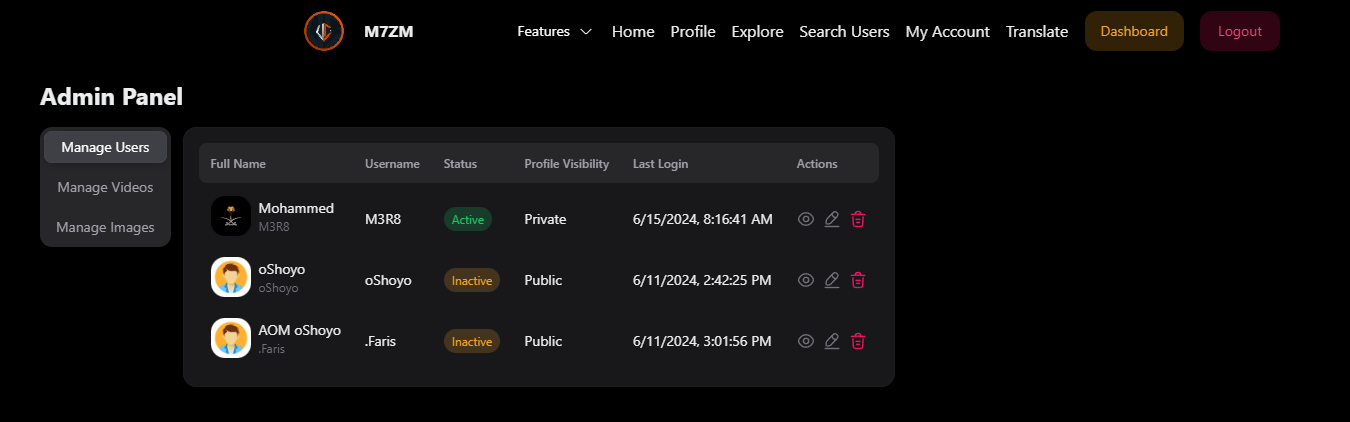 M7ZM Features Home Profile Explore Search Users My Account Translate Dashboard Logout
Admin Panel
Manage Users
Manage Videos
Manage Images
Full Name Username Status Profile Visibility Last Login Actions
Mohammed
M3R8
M3R8 Active Private 6/15/2024, 8:16:41 AM
oShoyo
oShoyo
oShoyo Inactive Public 6/11/2024, 2:42:25 PM
AOM oShoyo
.Faris
.Faris Inactive Public 6/11/2024, 3:01:56 PM